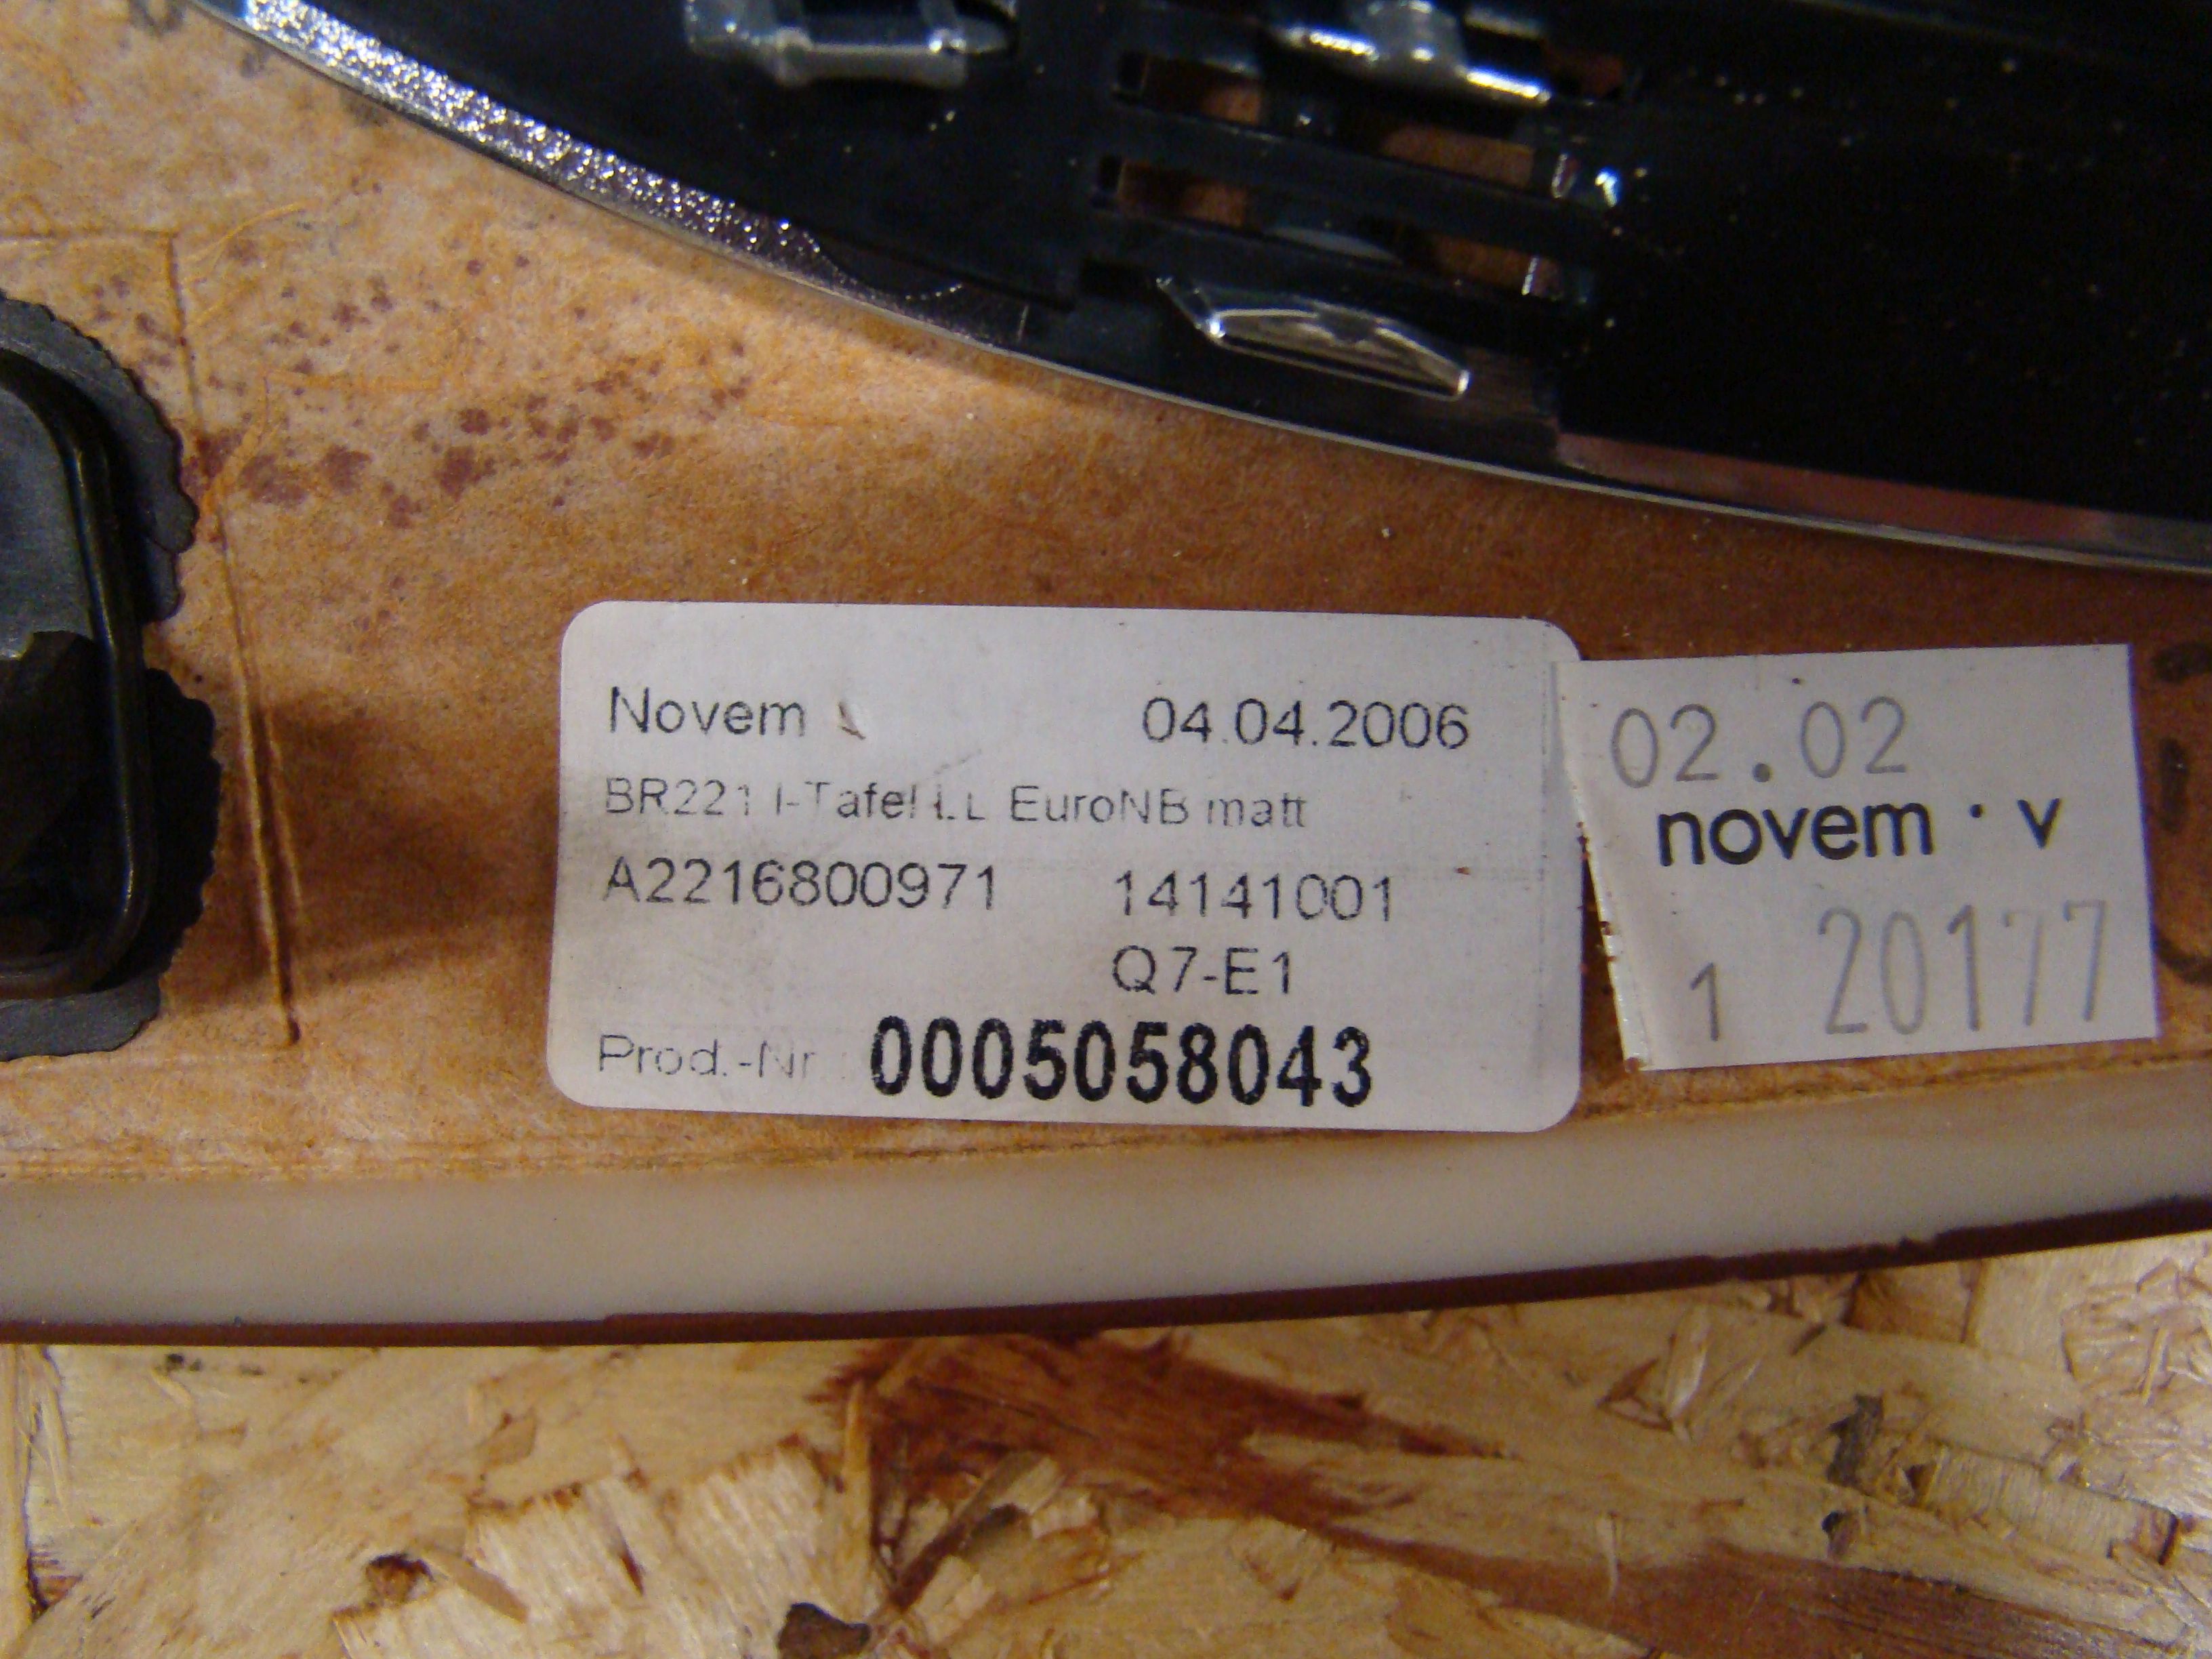 Novem 04.04.2006
BR221 I-Tafel LL EuroNB matt
A2216800971 14141001
Q7-E1
Prod.-Nr 0005058043
02.02
novem · v
1 20177